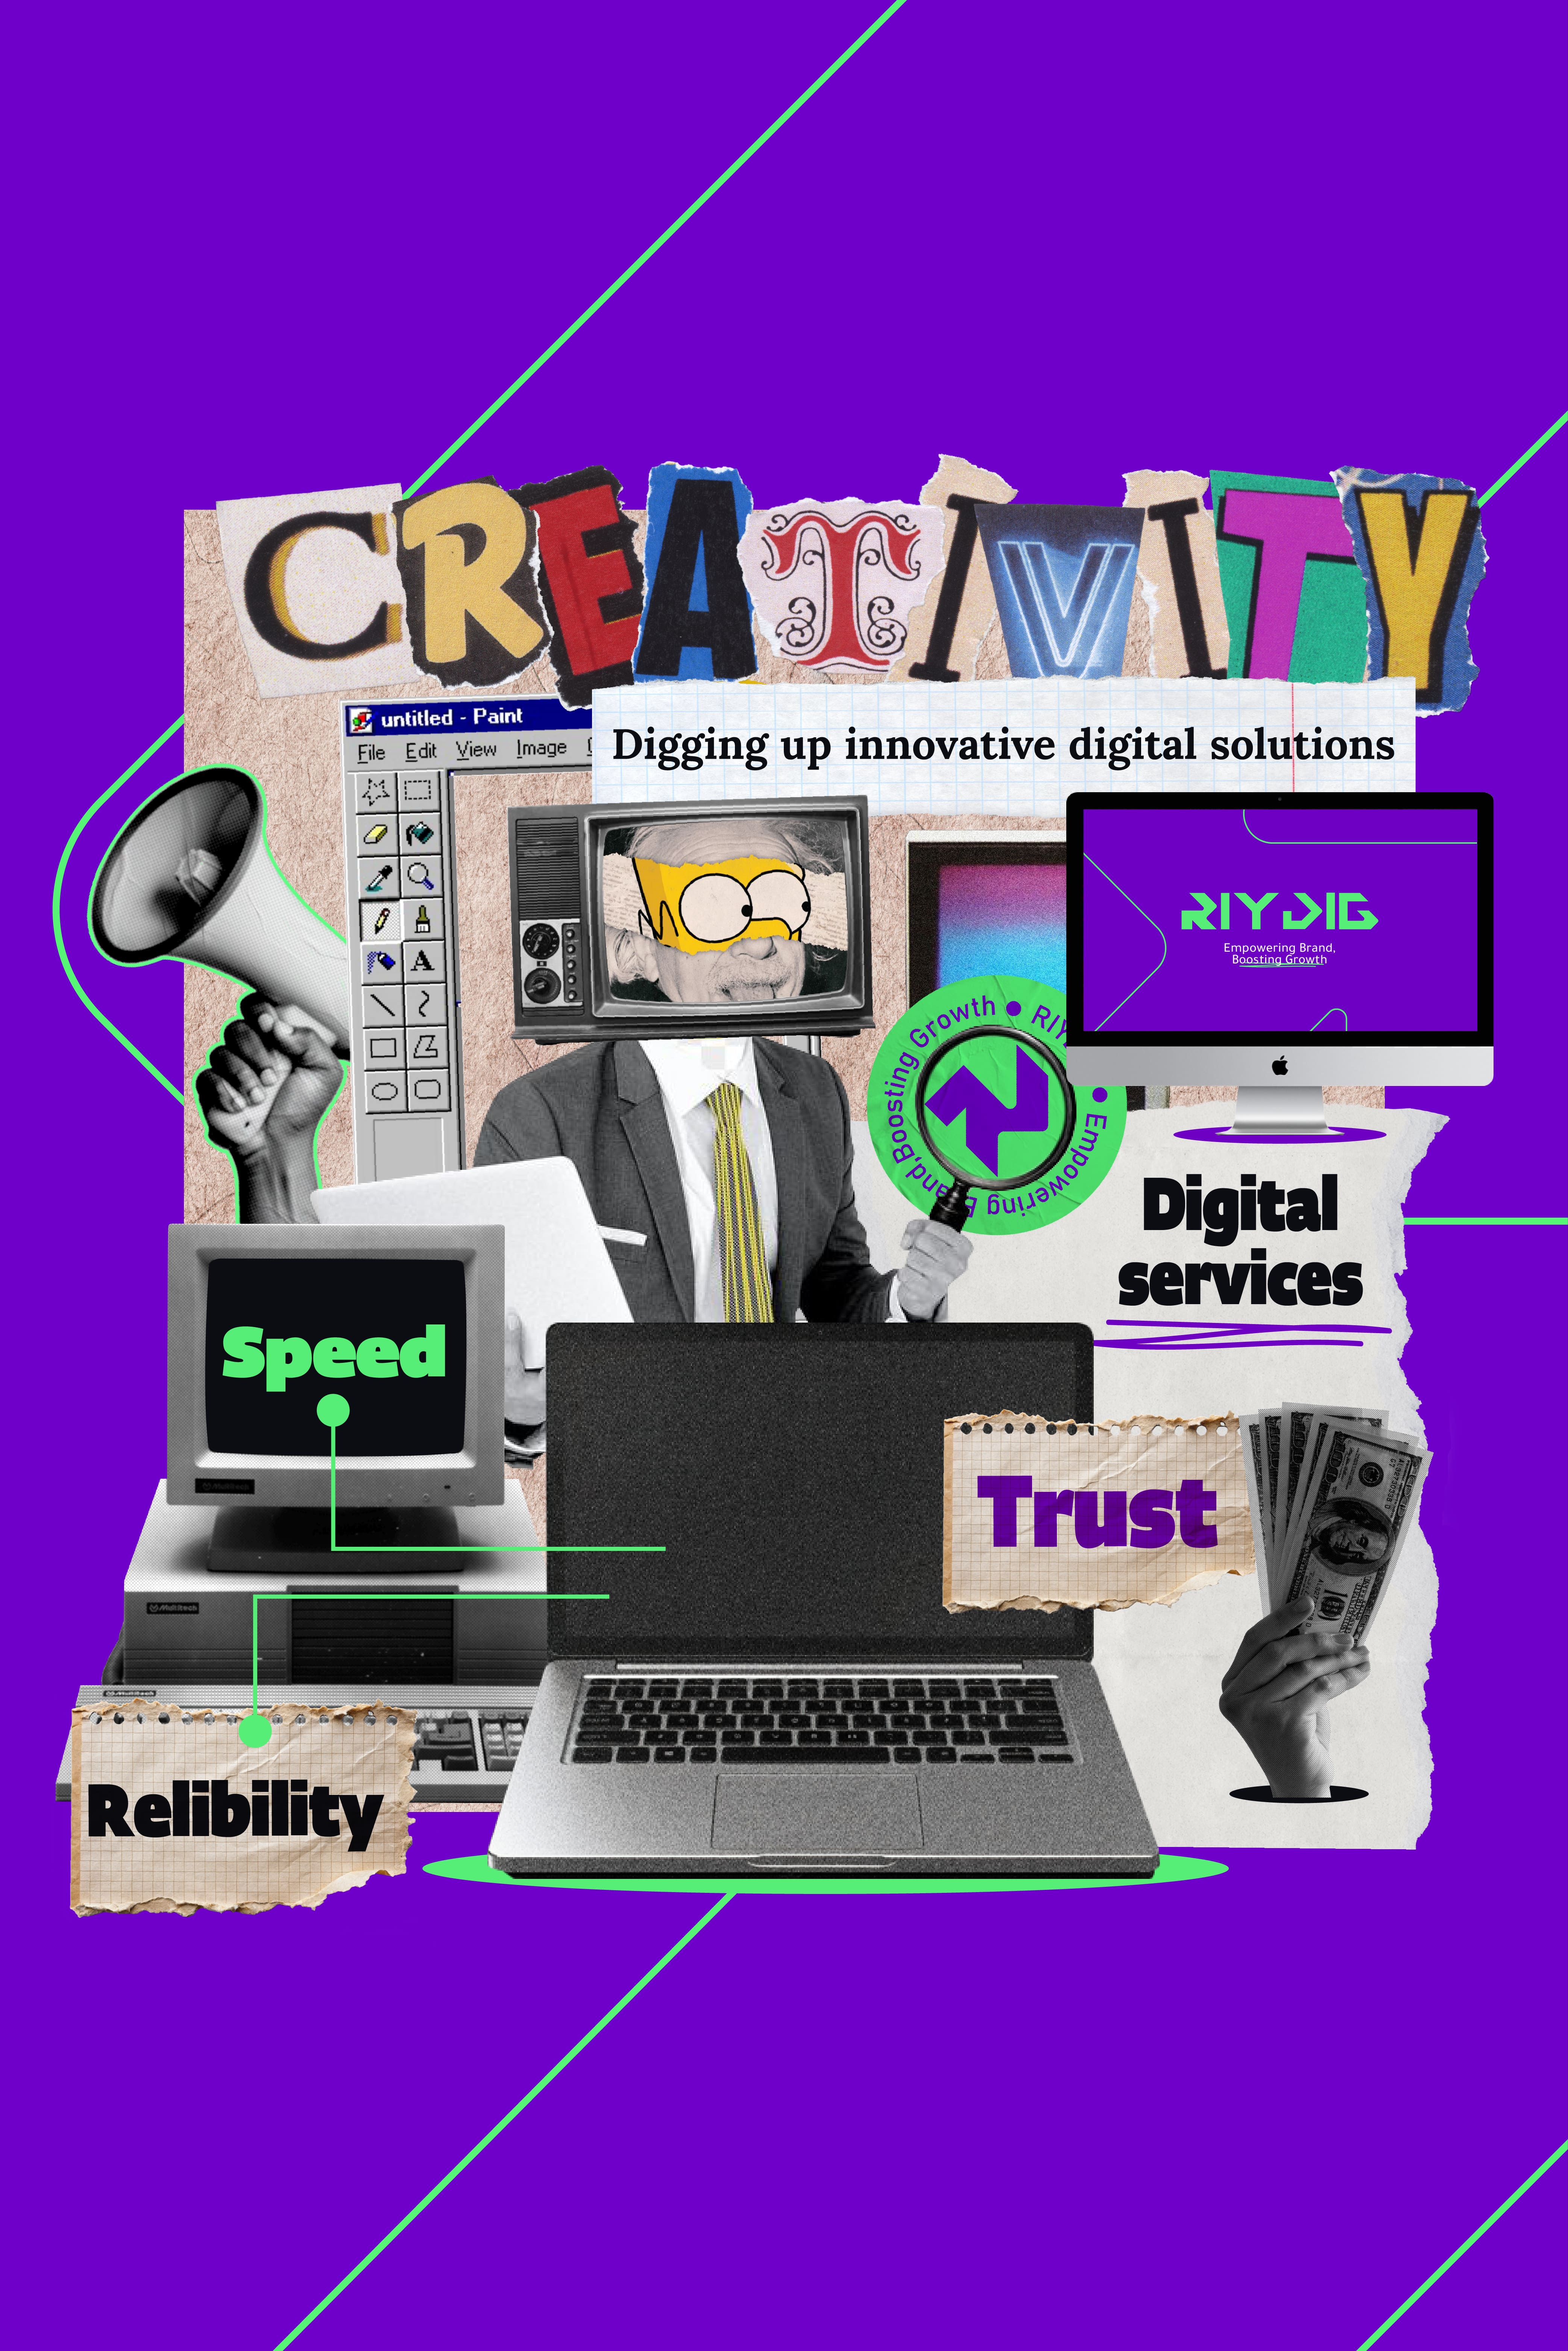 CREATIVITY
untitled - Paint
File Edit View Image
Digging up innovative digital solutions
RIY DIG
Empowering Brand,
Boosting Growth
Boosting Growth • RIY
• Empowering Brand,
Digital
services
Speed
Trust
Multitech
Relibility